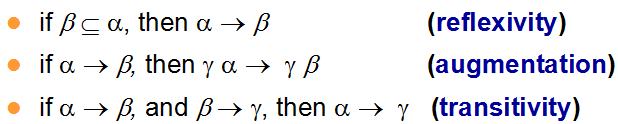 ● if β ⊆ α, then α → β (reflexivity)
● if α → β, then γ α → γ β (augmentation)
● if α → β, and β → γ, then α → γ (transitivity)